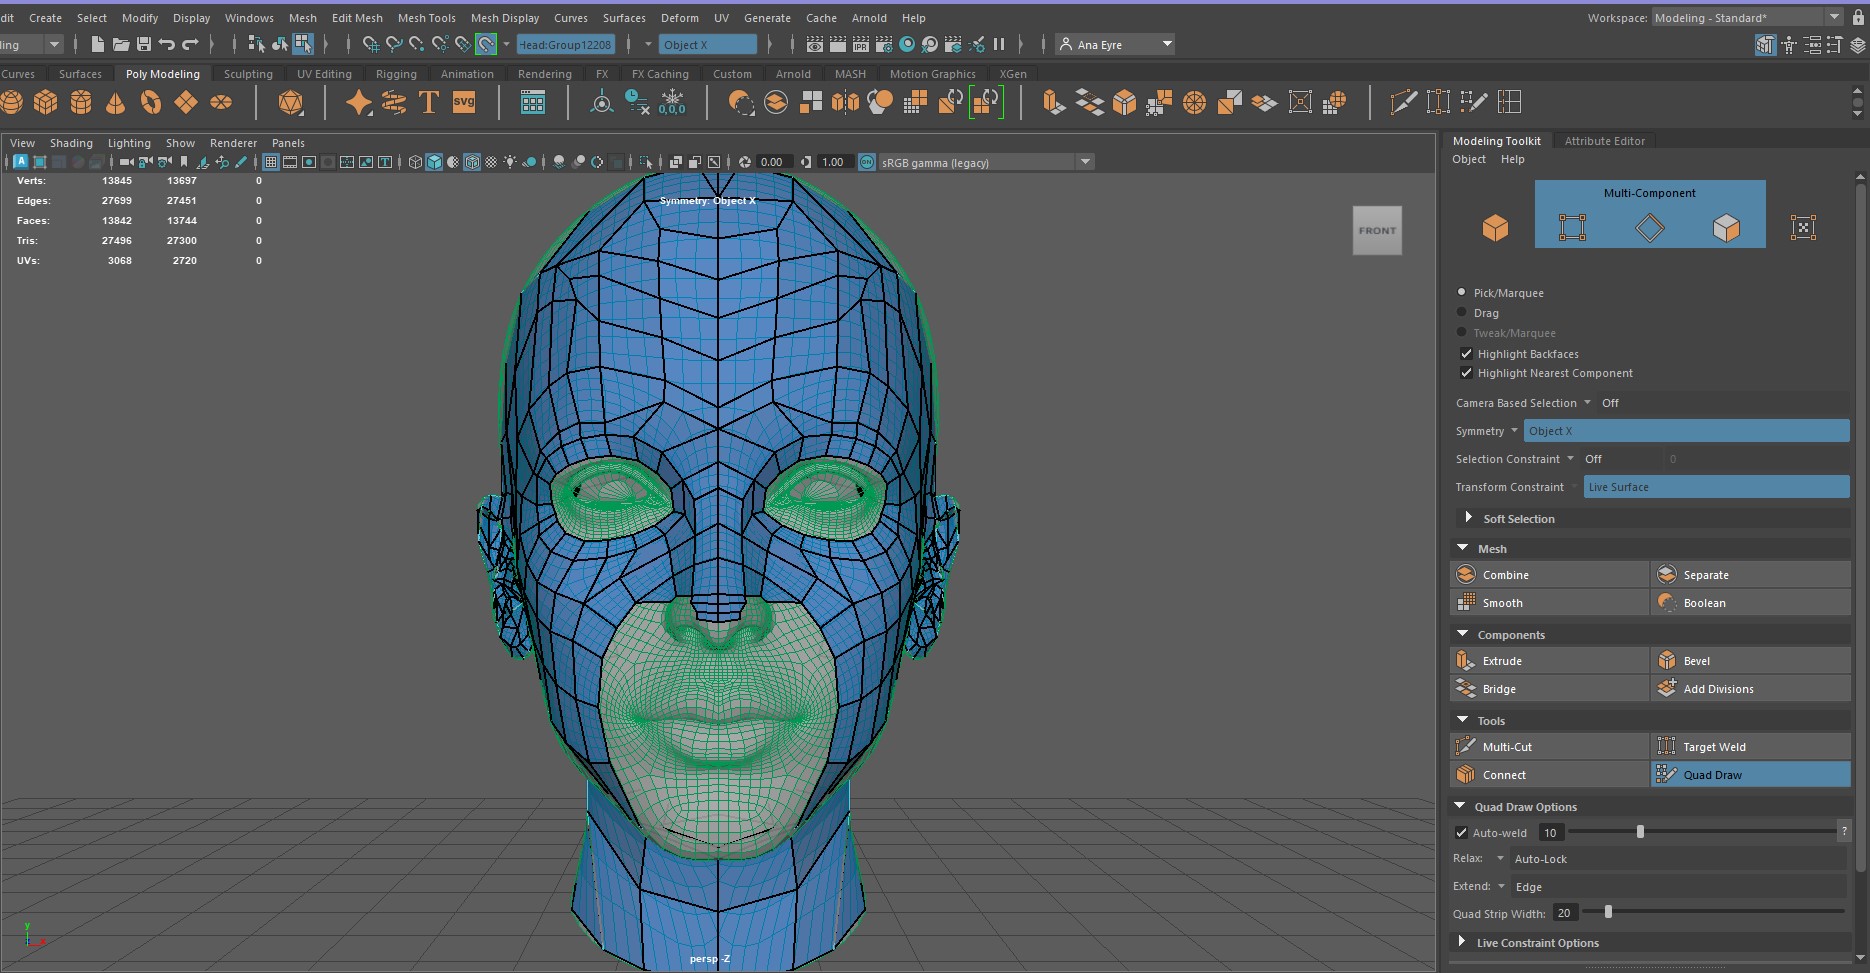 dit Create Select Modify Display Windows Mesh Edit Mesh Mesh Tools Mesh Display Curves Surfaces Deform UV Generate Cache Arnold Help Workspace: Modeling - Standard*
ling Head:Group12208 Object X IPR Ana Eyre
Curves Surfaces Poly Modeling Sculpting UV Editing Rigging Animation Rendering FX FX Caching Custom Arnold MASH Motion Graphics XGen
T SVG 0,0,0
View Shading Lighting Show Renderer Panels
A T 0.00 1.00 ON sRGB gamma (legacy)
Verts: 13845 13697 0
Edges: 27699 27451 0
Faces: 13842 13744 0
Tris: 27496 27300 0
UVs: 3068 2720 0
Symmetry: Object X
FRONT
y
x
persp -Z
Modeling Toolkit Attribute Editor
Object Help
Multi-Component
Pick/Marquee
Drag
Tweak/Marquee
Highlight Backfaces
Highlight Nearest Component
Camera Based Selection Off
Symmetry Object X
Selection Constraint Off 0
Transform Constraint Live Surface
Soft Selection
Mesh
Combine Separate
Smooth Boolean
Components
Extrude Bevel
Bridge Add Divisions
Tools
Multi-Cut Target Weld
Connect Quad Draw
Quad Draw Options
Auto-weld 10 ?
Relax: Auto-Lock
Extend: Edge
Quad Strip Width: 20
Live Constraint Options